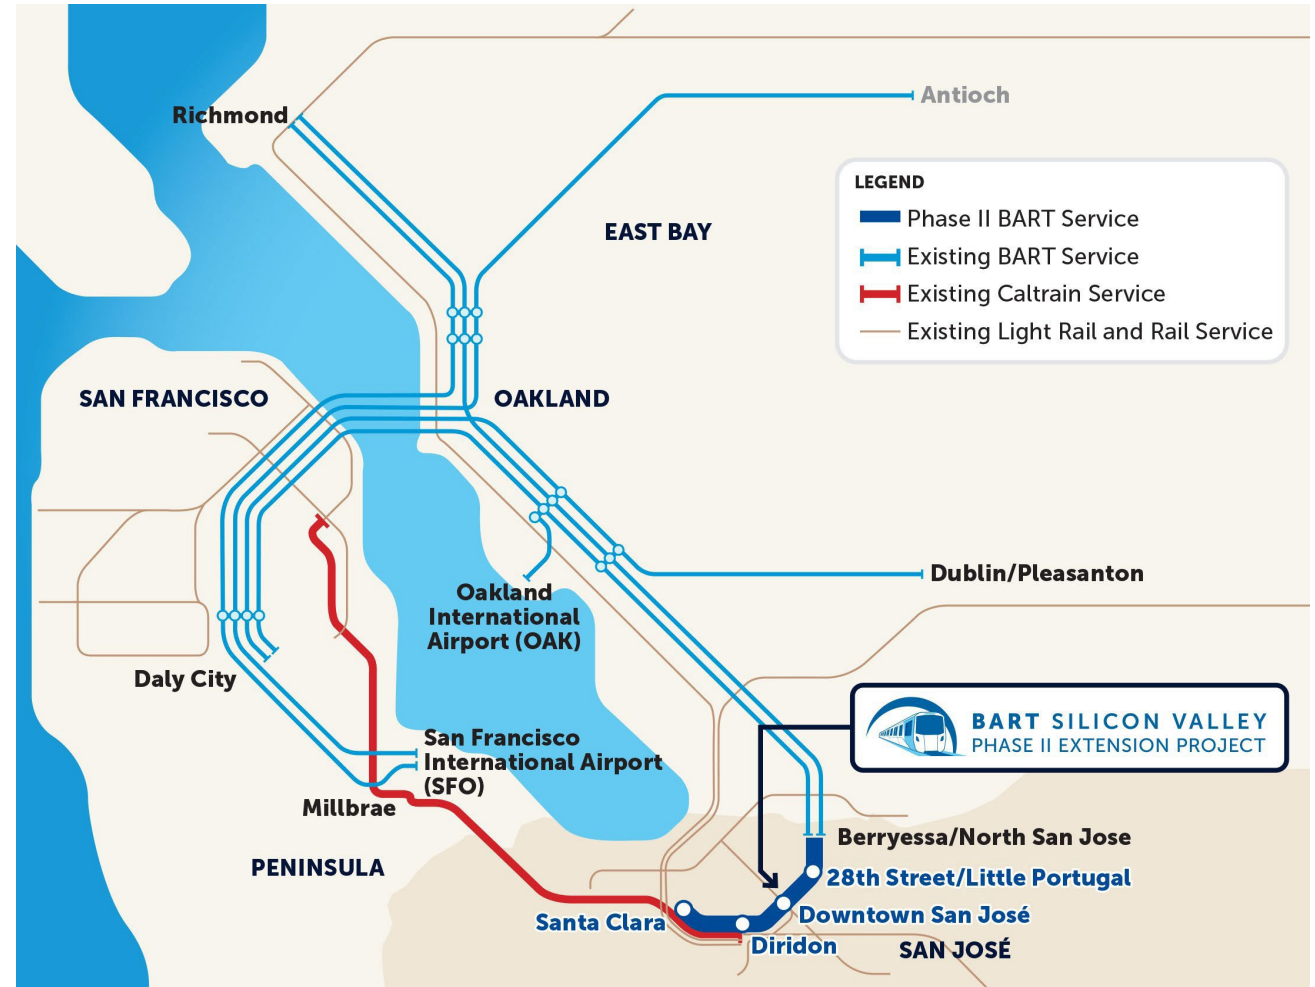 Richmond
Antioch
LEGEND
Phase II BART Service
Existing BART Service
Existing Caltrain Service
Existing Light Rail and Rail Service
EAST BAY
SAN FRANCISCO
OAKLAND
Dublin/Pleasanton
Oakland
International
Airport (OAK)
Daly City
BART SILICON VALLEY
PHASE II EXTENSION PROJECT
San Francisco
International Airport
(SFO)
Millbrae
Berryessa/North San Jose
PENINSULA
28th Street/Little Portugal
Santa Clara
Downtown San José
Diridon
SAN JOSÉ